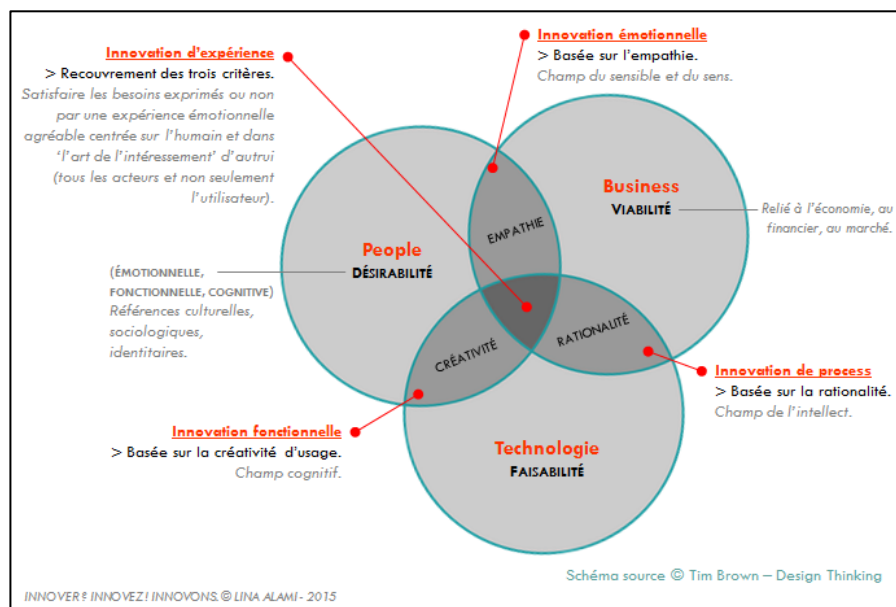 Innovation d'expérience
> Recouvrement des trois critères.
Satisfaire les besoins exprimés ou non
par une expérience émotionnelle
agréable centrée sur l'humain et dans
'l'art de l'intéressement' d'autrui
(tous les acteurs et non seulement
l'utilisateur).
Innovation émotionnelle
> Basée sur l'empathie.
Champ du sensible et du sens.
Business
VIABILITÉ
Relié à l'économie, au
financier, au marché.
EMPATHIE
People
DÉSIRABILITÉ
(ÉMOTIONNELLE,
FONCTIONNELLE, COGNITIVE)
Références culturelles,
sociologiques,
identitaires.
CRÉATIVITÉ
RATIONALITÉ
Innovation de process
> Basée sur la rationalité.
Champ de l'intellect.
Innovation fonctionnelle
> Basée sur la créativité d'usage.
Champ cognitif.
Technologie
FAISABILITÉ
Schéma source © Tim Brown – Design Thinking
INNOVER? INNOVEZ! INNOVONS. © LINA ALAMI - 2015